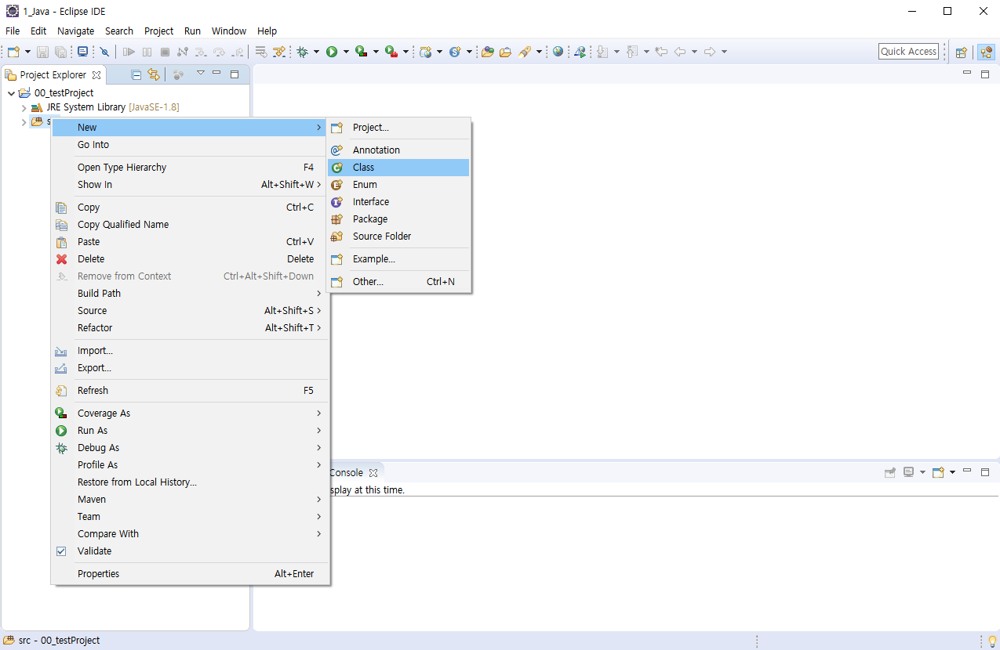 1_Java - Eclipse IDE
File Edit Navigate Search Project Run Window Help
Quick Access
Project Explorer
00_testProject
JRE System Library [JavaSE-1.8]
s
New
Go Into
Open Type Hierarchy F4
Show In Alt+Shift+W
Copy Ctrl+C
Copy Qualified Name
Paste Ctrl+V
Delete Delete
Remove from Context Ctrl+Alt+Shift+Down
Build Path
Source Alt+Shift+S
Refactor Alt+Shift+T
Import...
Export...
Refresh F5
Coverage As
Run As
Debug As
Profile As
Restore from Local History...
Maven
Team
Compare With
Validate
Properties Alt+Enter
Project...
Annotation
Class
Enum
Interface
Package
Source Folder
Example...
Other... Ctrl+N
Console
splay at this time.
src - 00_testProject